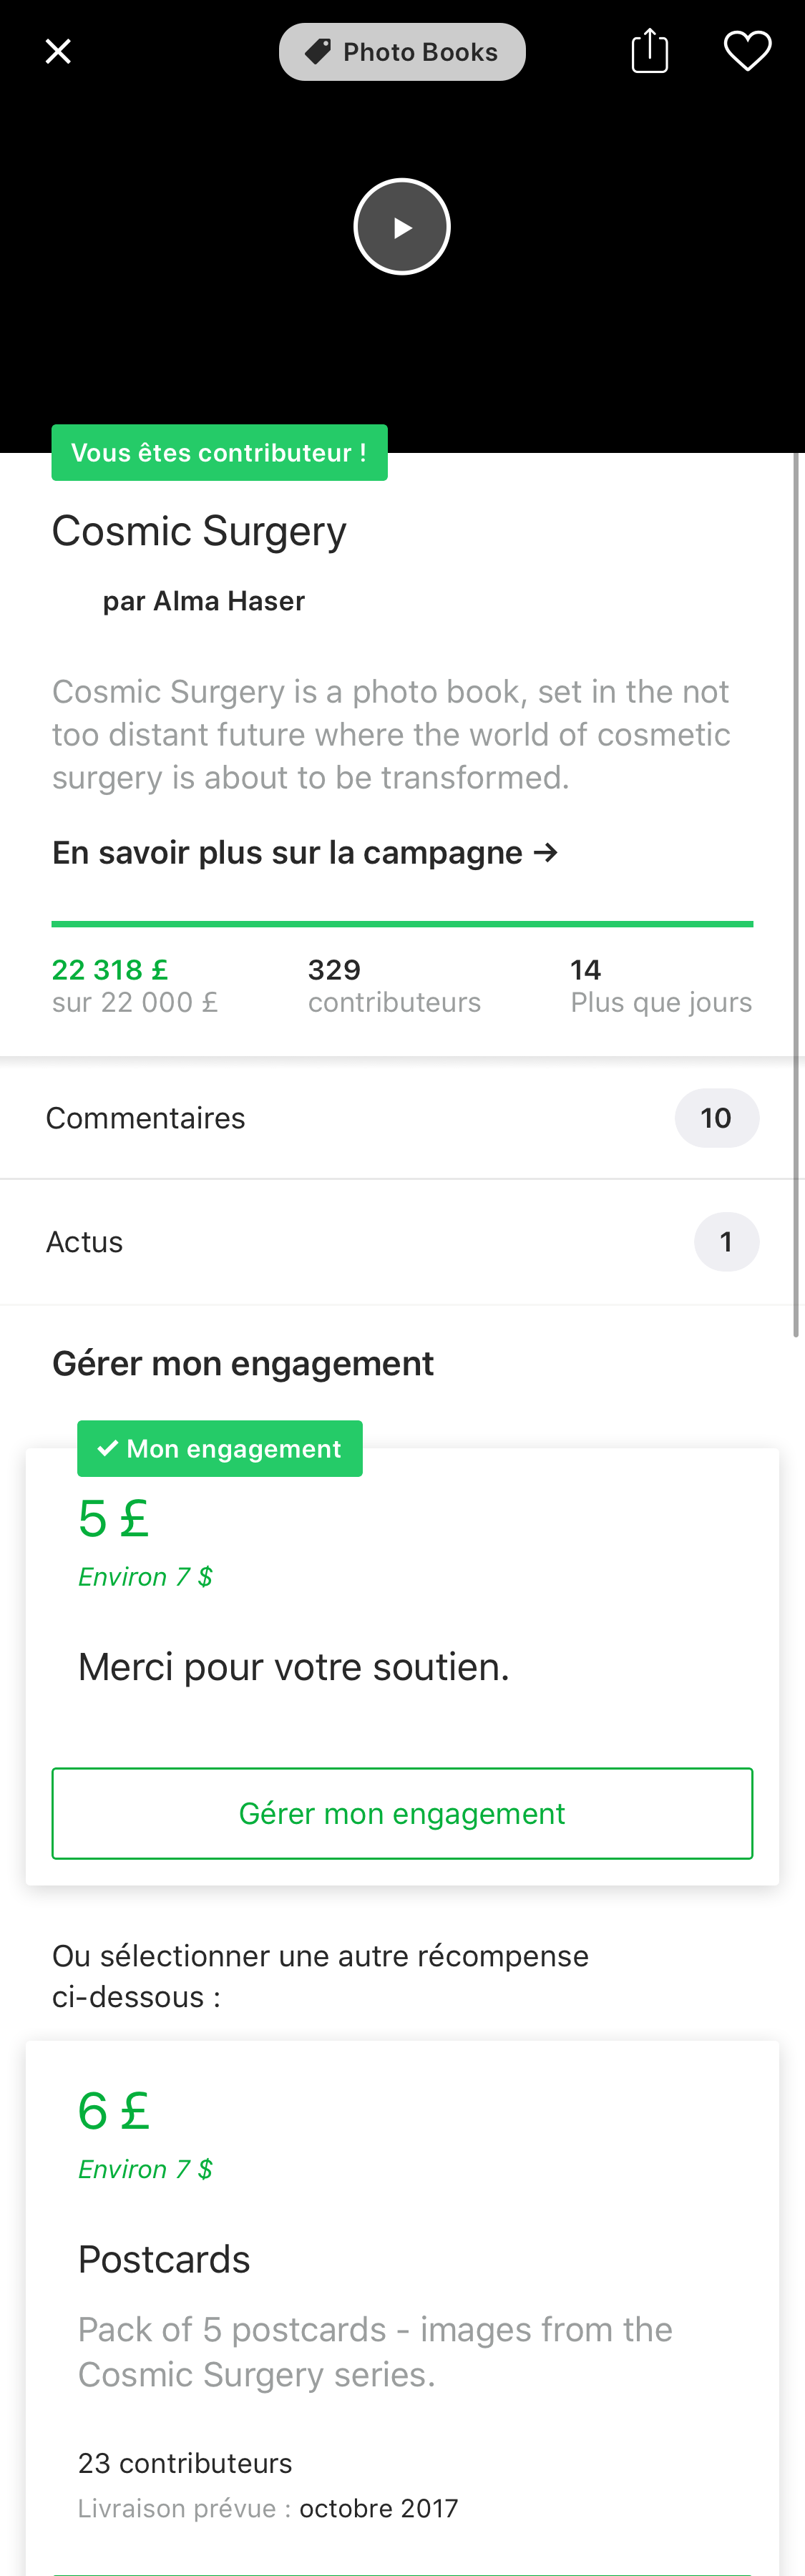 Photo Books
Vous êtes contributeur !
Cosmic Surgery
par Alma Haser
Cosmic Surgery is a photo book, set in the not
too distant future where the world of cosmetic
surgery is about to be transformed.
En savoir plus sur la campagne →
22 318 £
sur 22 000 £
329
contributeurs
14
Plus que jours
Commentaires
10
Actus
1
Gérer mon engagement
✓ Mon engagement
5 £
Environ 7 $
Merci pour votre soutien.
Gérer mon engagement
Ou sélectionner une autre récompense
ci-dessous :
6 £
Environ 7 $
Postcards
Pack of 5 postcards - images from the
Cosmic Surgery series.
23 contributeurs
Livraison prévue : octobre 2017